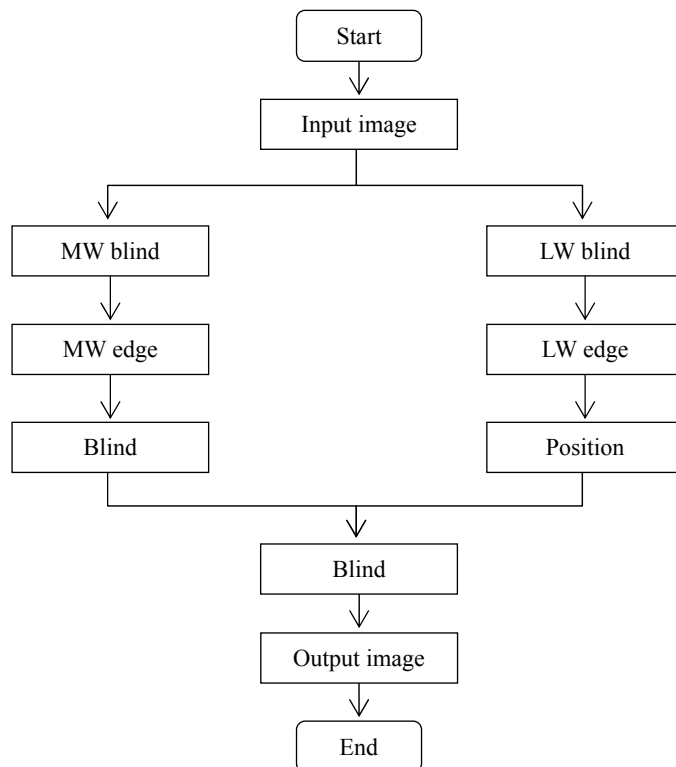 Start
Input image
MW blind
LW blind
MW edge
LW edge
Blind
Position
Blind
Output image
End